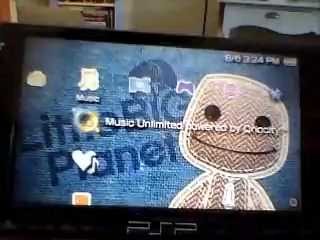 8/6 3:24 PM
Music
Music Unlimited powered by Qriocity
Little
Big
Planet
PSP